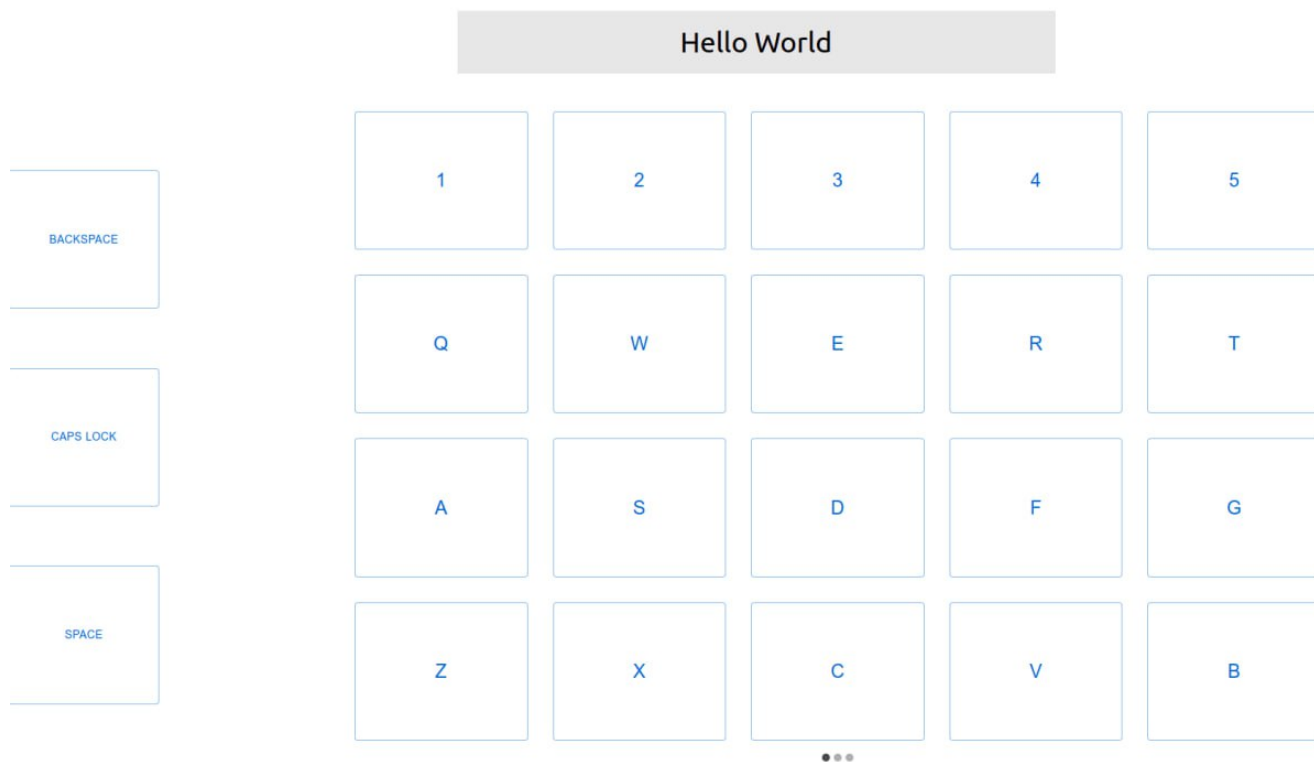 Hello World
1 2 3 4 5
BACKSPACE
Q W E R T
CAPS LOCK
A S D F G
SPACE
Z X C V B